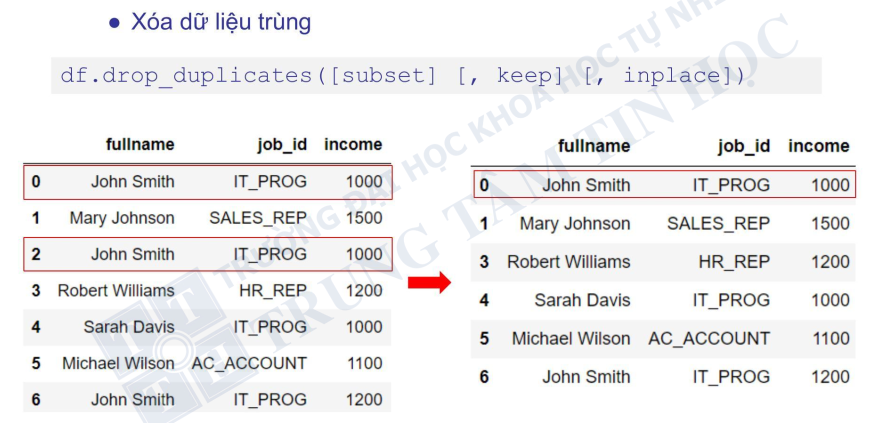 • Xóa dữ liệu trùng
df.drop_duplicates([subset] [, keep] [, inplace])
fullname job_id income
0 John Smith IT_PROG 1000
1 Mary Johnson SALES_REP 1500
2 John Smith IT_PROG 1000
3 Robert Williams HR_REP 1200
4 Sarah Davis IT_PROG 1000
5 Michael Wilson AC_ACCOUNT 1100
6 John Smith IT_PROG 1200
fullname job_id income
0 John Smith IT_PROG 1000
1 Mary Johnson SALES_REP 1500
3 Robert Williams HR_REP 1200
4 Sarah Davis IT_PROG 1000
5 Michael Wilson AC_ACCOUNT 1100
6 John Smith IT_PROG 1200
TRƯỜNG ĐẠI HỌC KHOA HỌC TỰ NHI
TRUNG TÂM TIN HỌC